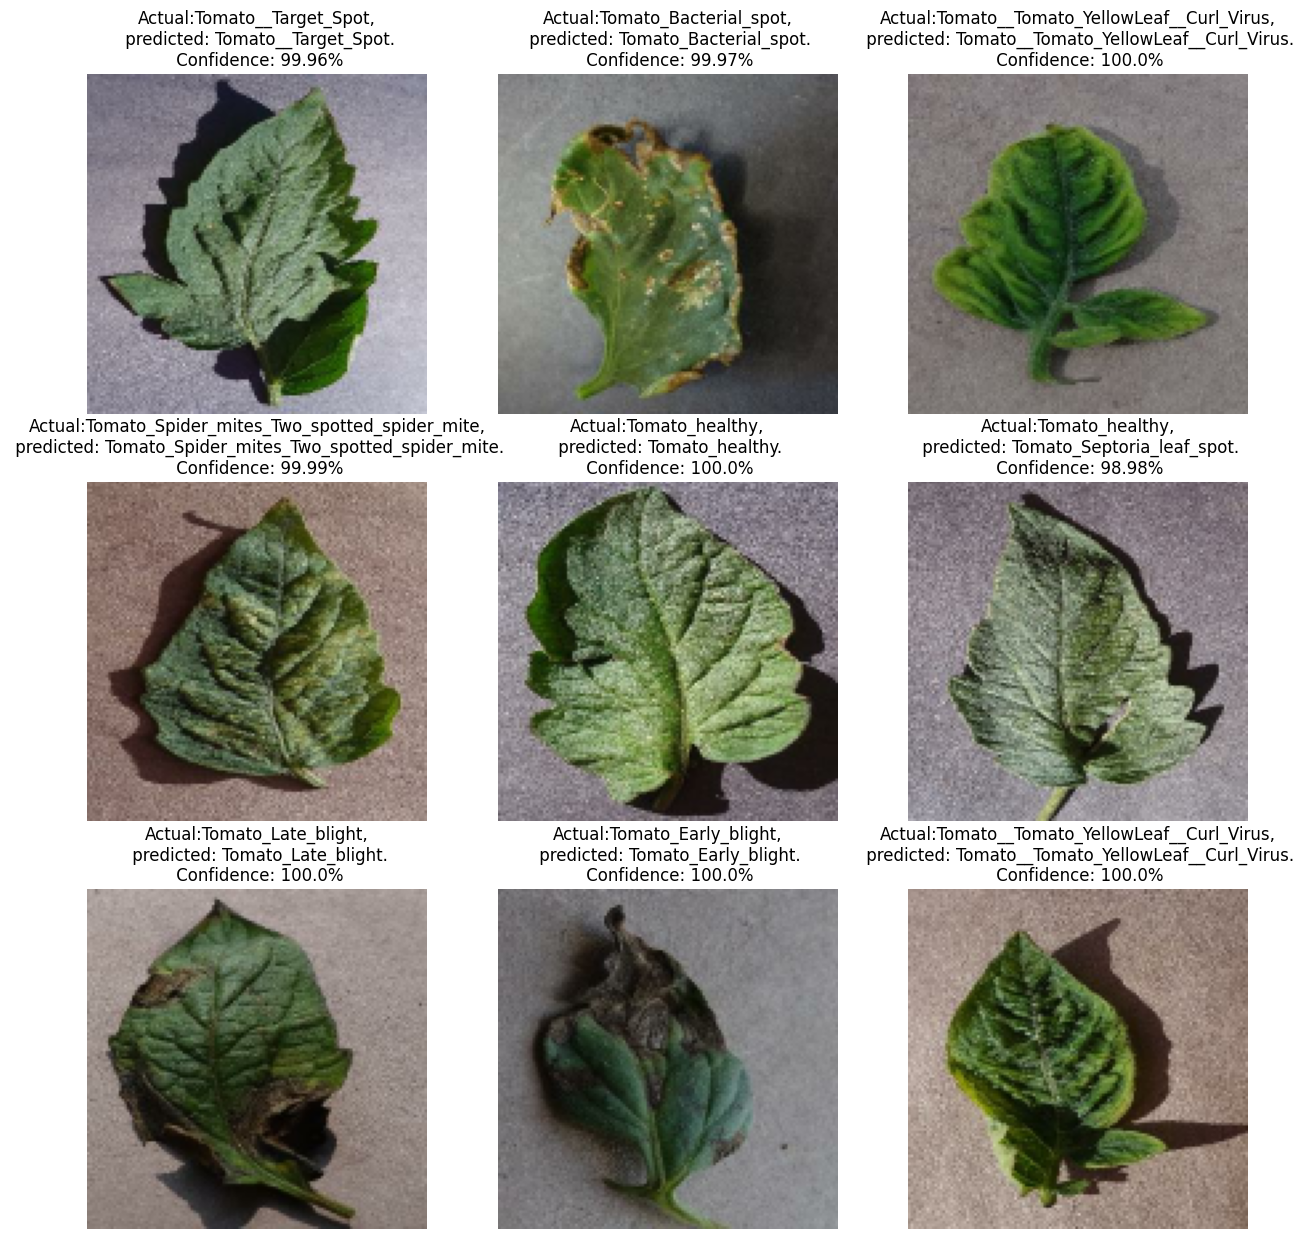 Actual:Tomato__Target_Spot,
predicted: Tomato__Target_Spot.
Confidence: 99.96%
Actual:Tomato_Bacterial_spot,
predicted: Tomato_Bacterial_spot.
Confidence: 99.97%
Actual:Tomato__Tomato_YellowLeaf__Curl_Virus,
predicted: Tomato__Tomato_YellowLeaf__Curl_Virus.
Confidence: 100.0%
Actual:Tomato_Spider_mites_Two_spotted_spider_mite,
predicted: Tomato_Spider_mites_Two_spotted_spider_mite.
Confidence: 99.99%
Actual:Tomato_healthy,
predicted: Tomato_healthy.
Confidence: 100.0%
Actual:Tomato_healthy,
predicted: Tomato_Septoria_leaf_spot.
Confidence: 98.98%
Actual:Tomato_Late_blight,
predicted: Tomato_Late_blight.
Confidence: 100.0%
Actual:Tomato_Early_blight,
predicted: Tomato_Early_blight.
Confidence: 100.0%
Actual:Tomato__Tomato_YellowLeaf__Curl_Virus,
predicted: Tomato__Tomato_YellowLeaf__Curl_Virus.
Confidence: 100.0%